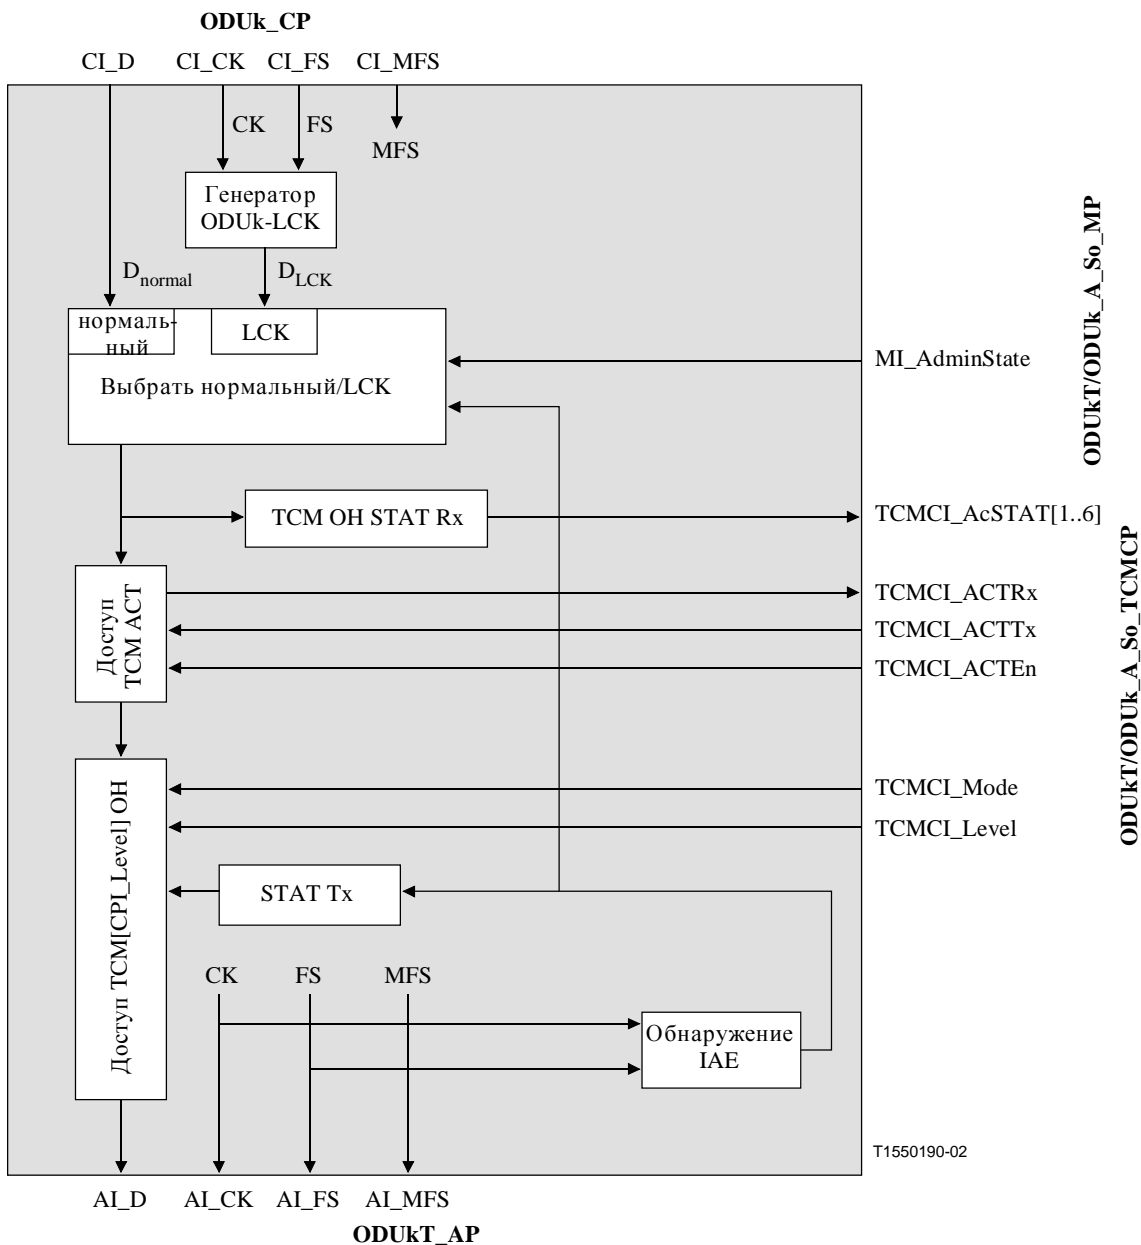 ODUk_CP
CI_D CI_CK CI_FS CI_MFS
CK FS
MFS
Генератор
ODUk-LCK
Dnormal DLCK
нормаль-
ный
LCK
Выбрать нормальный/LCK
MI_AdminState
ODUkT/ODUk_A_So_MP
TCM OH STAT Rx
TCMCI_AcSTAT[1..6]
Доступ
TCM ACT
TCMCI_ACTRx
TCMCI_ACTTx
TCMCI_ACTEn
ODUkT/ODUk_A_So_TCMCP
Доступ TCM[CPI_Level] OH
TCMCI_Mode
TCMCI_Level
STAT Tx
CK FS MFS
Обнаружение
IAE
T1550190-02
AI_D AI_CK AI_FS AI_MFS
ODUkT_AP